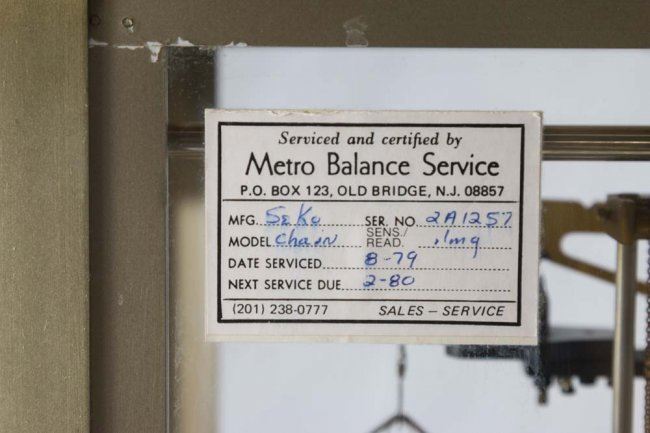 Serviced and certified by
Metro Balance Service
P.O. BOX 123, OLD BRIDGE, N.J. 08857
MFG. SeKo SER. NO. 2A1257
MODEL Chain SENS./READ. .1mg
DATE SERVICED 8-79
NEXT SERVICE DUE 2-80
(201) 238-0777 SALES – SERVICE